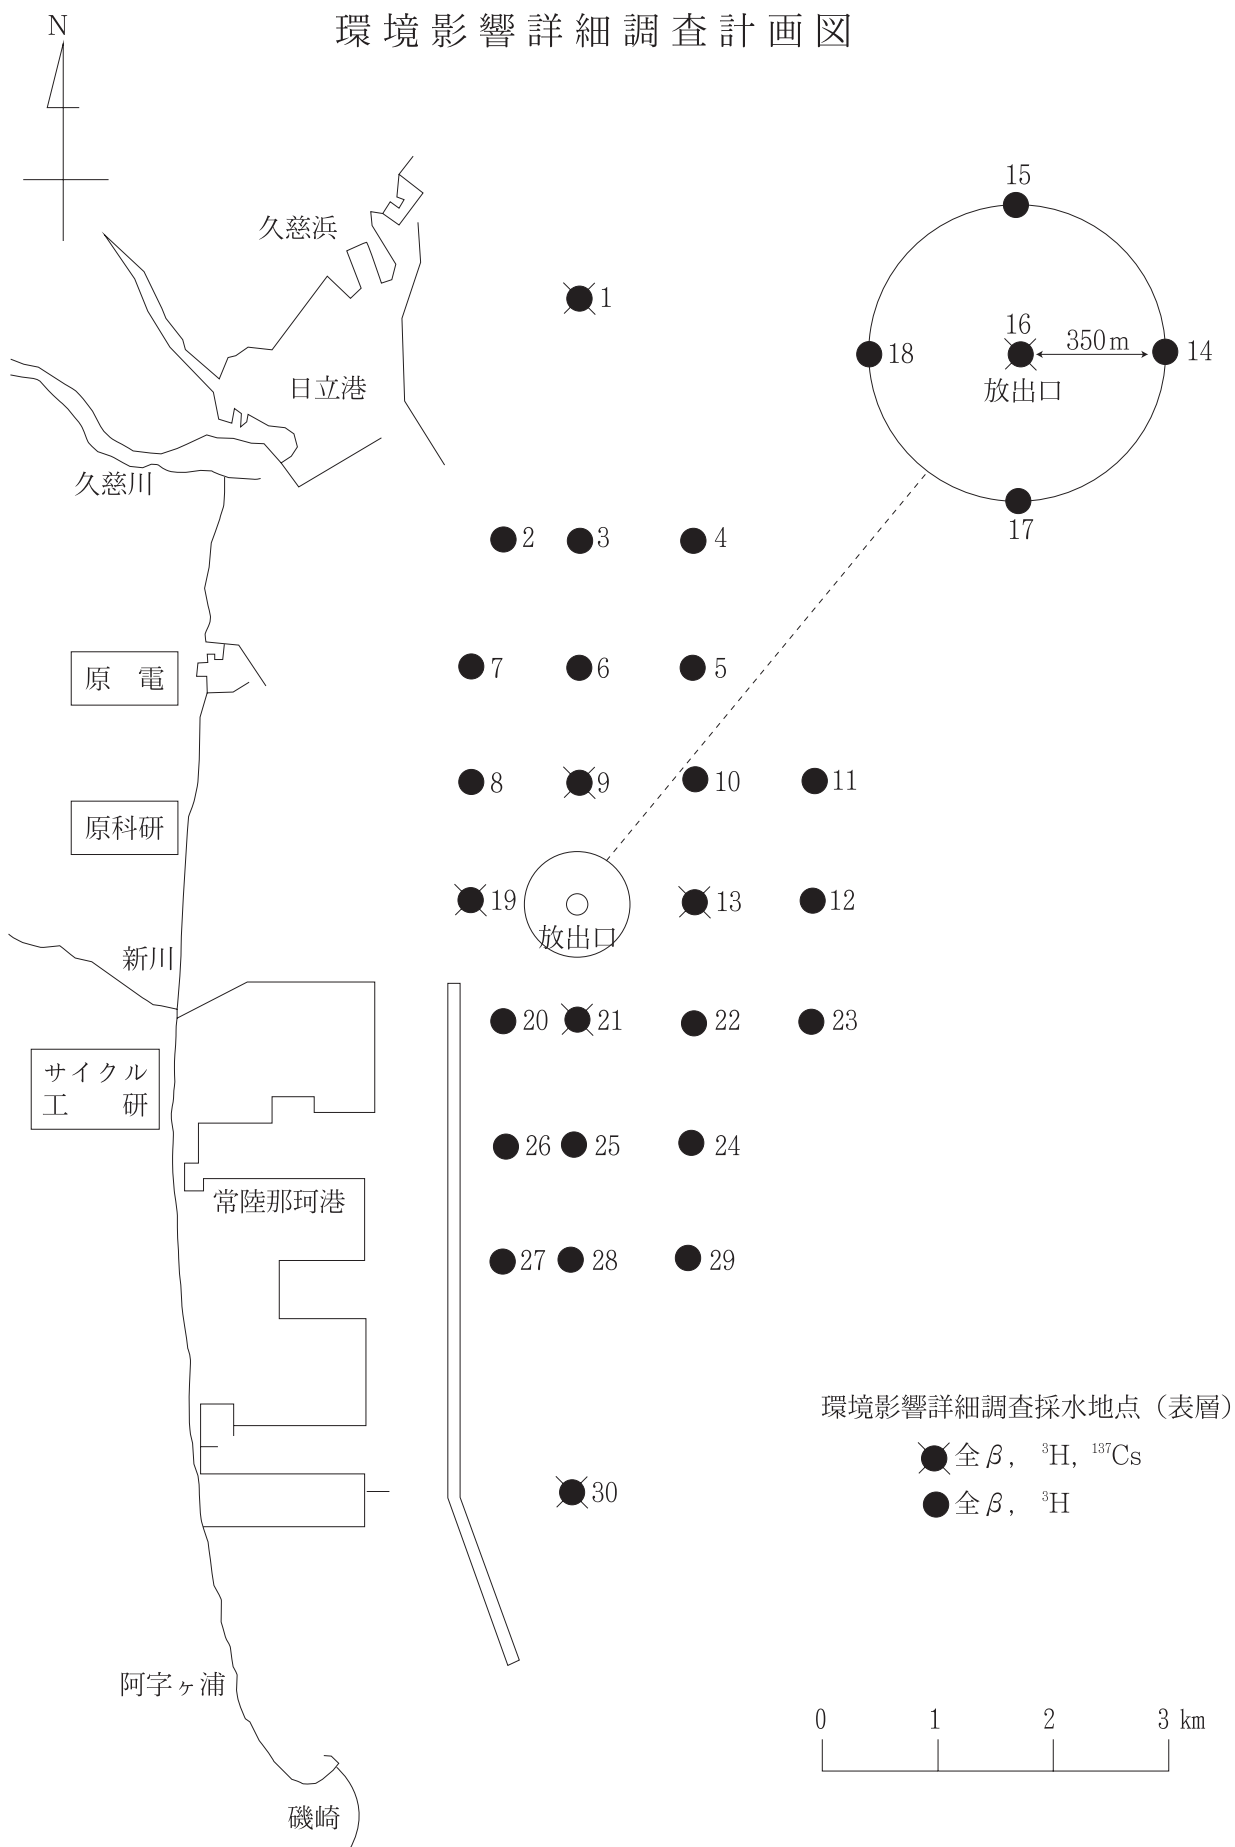 環境影響詳細調査計画図
N
久慈浜
日立港
久慈川
1
15
16
350m
18
14
放出口
17
2
3
4
原 電
7
6
5
8
9
10
11
原科研
19
放出口
13
12
新川
20
21
22
23
サイクル
工 研
26
25
24
常陸那珂港
27
28
29
30
環境影響詳細調査採水地点（表層）
全β， ³H, ¹³⁷Cs
全β， ³H
阿字ヶ浦
0 1 2 3 km
磯崎